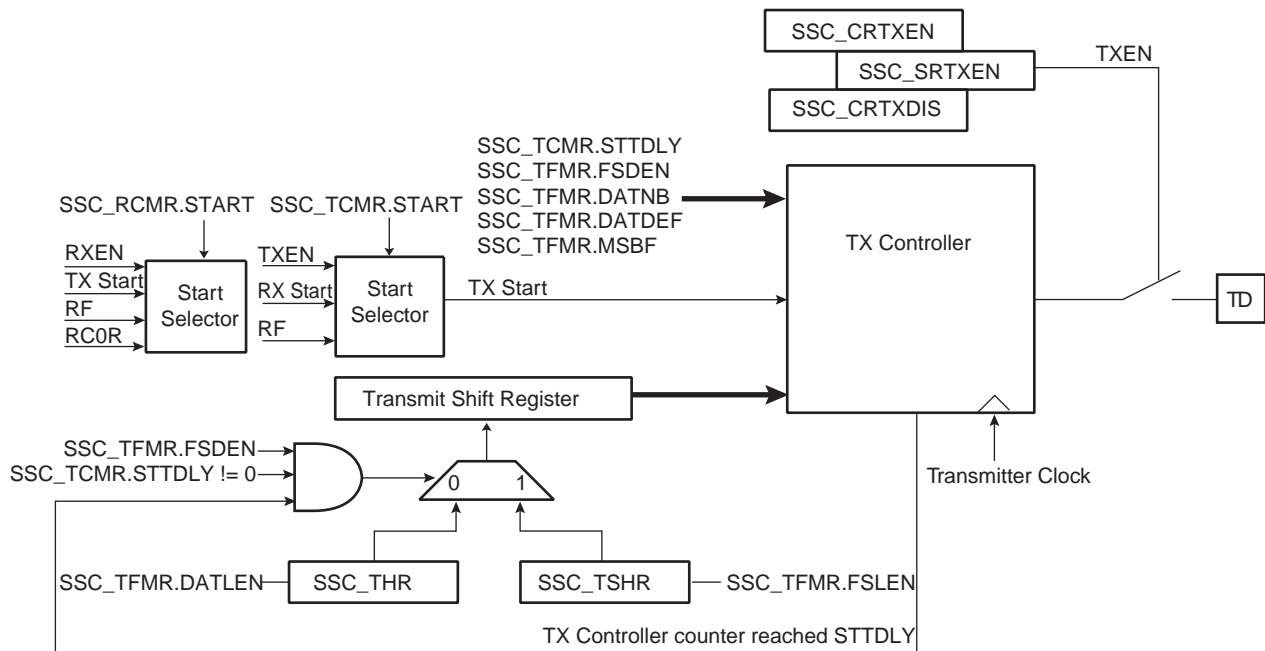 SSC_CRTXEN
SSC_SRTXEN
SSC_CRTXDIS
TXEN
SSC_TCMR.STTDLY
SSC_TFMR.FSDEN
SSC_TFMR.DATNB
SSC_TFMR.DATDEF
SSC_TFMR.MSBF
SSC_RCMR.START
SSC_TCMR.START
RXEN
TX Start
RF
RC0R
Start
Selector
TXEN
RX Start
RF
Start
Selector
TX Start
TX Controller
TD
Transmit Shift Register
SSC_TFMR.FSDEN
SSC_TCMR.STTDLY != 0
0
1
Transmitter Clock
SSC_TFMR.DATLEN
SSC_THR
SSC_TSHR
SSC_TFMR.FSLEN
TX Controller counter reached STTDLY